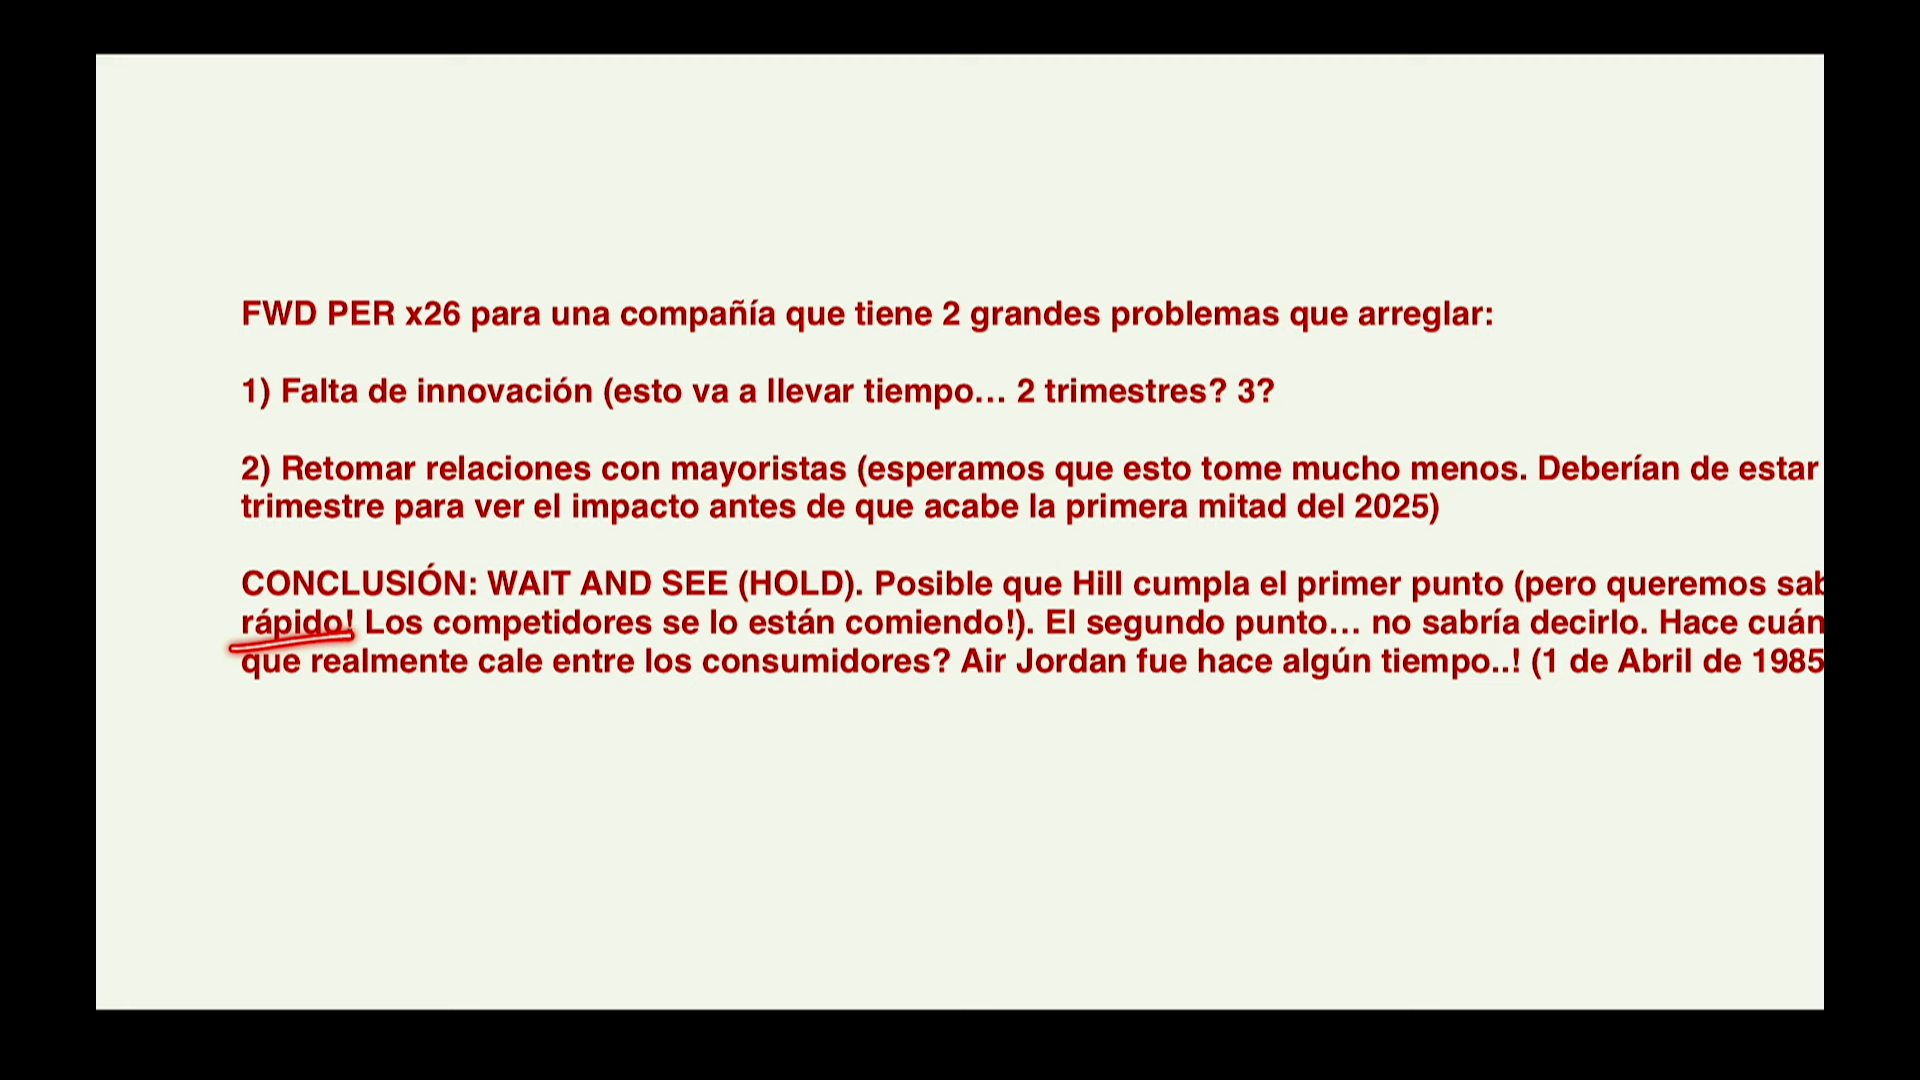 FWD PER x26 para una compañía que tiene 2 grandes problemas que arreglar:
1) Falta de innovación (esto va a llevar tiempo… 2 trimestres? 3?
2) Retomar relaciones con mayoristas (esperamos que esto tome mucho menos. Deberían de estar
trimestre para ver el impacto antes de que acabe la primera mitad del 2025)
CONCLUSIÓN: WAIT AND SEE (HOLD). Posible que Hill cumpla el primer punto (pero queremos
rápido! Los competidores se lo están comiendo!). El segundo punto… no sabría decirlo. Hace
que realmente cale entre los consumidores? Air Jordan fue hace algún tiempo..! (1 de Abril de 1985